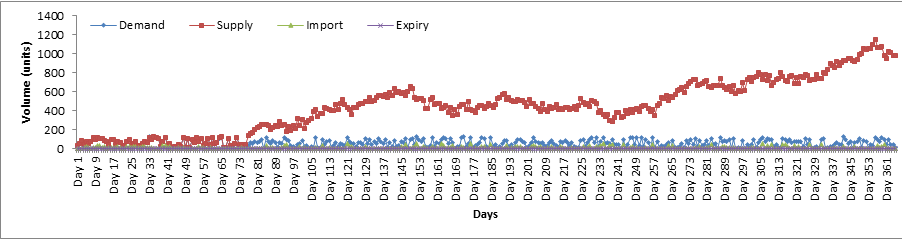 1400
1200
1000
800
600
400
200
0
Volume (units)
Demand Supply Import Expiry
Day 1 Day 9 Day 17 Day 25 Day 33 Day 41 Day 49 Day 57 Day 65 Day 73 Day 81 Day 89 Day 97 Day 105 Day 113 Day 121 Day 129 Day 137 Day 145 Day 153 Day 161 Day 169 Day 177 Day 185 Day 193 Day 201 Day 209 Day 217 Day 225 Day 233 Day 241 Day 249 Day 257 Day 265 Day 273 Day 281 Day 289 Day 297 Day 305 Day 313 Day 321 Day 329 Day 337 Day 345 Day 353 Day 361
Days